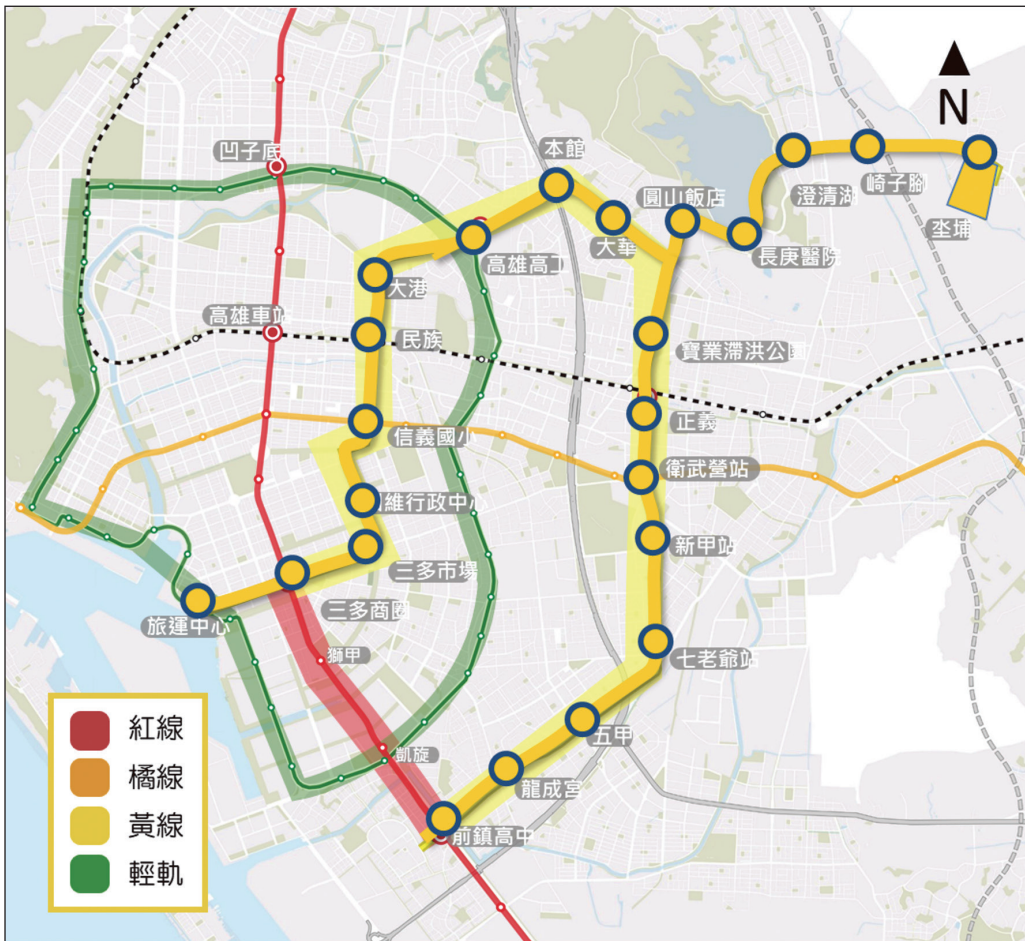 N
本館
凹子底
圓山飯店
澄清湖
崎子腳
大華
坔埔
長庚醫院
高雄高工
大港
高雄車站
民族
寶業滯洪公園
正義
信義國小
衛武營站
維行政中心
新甲站
三多市場
三多商圈
旅運中心
獅甲
七老爺站
五甲
凱旋
龍成宮
前鎮高中
紅線
橘線
黃線
輕軌